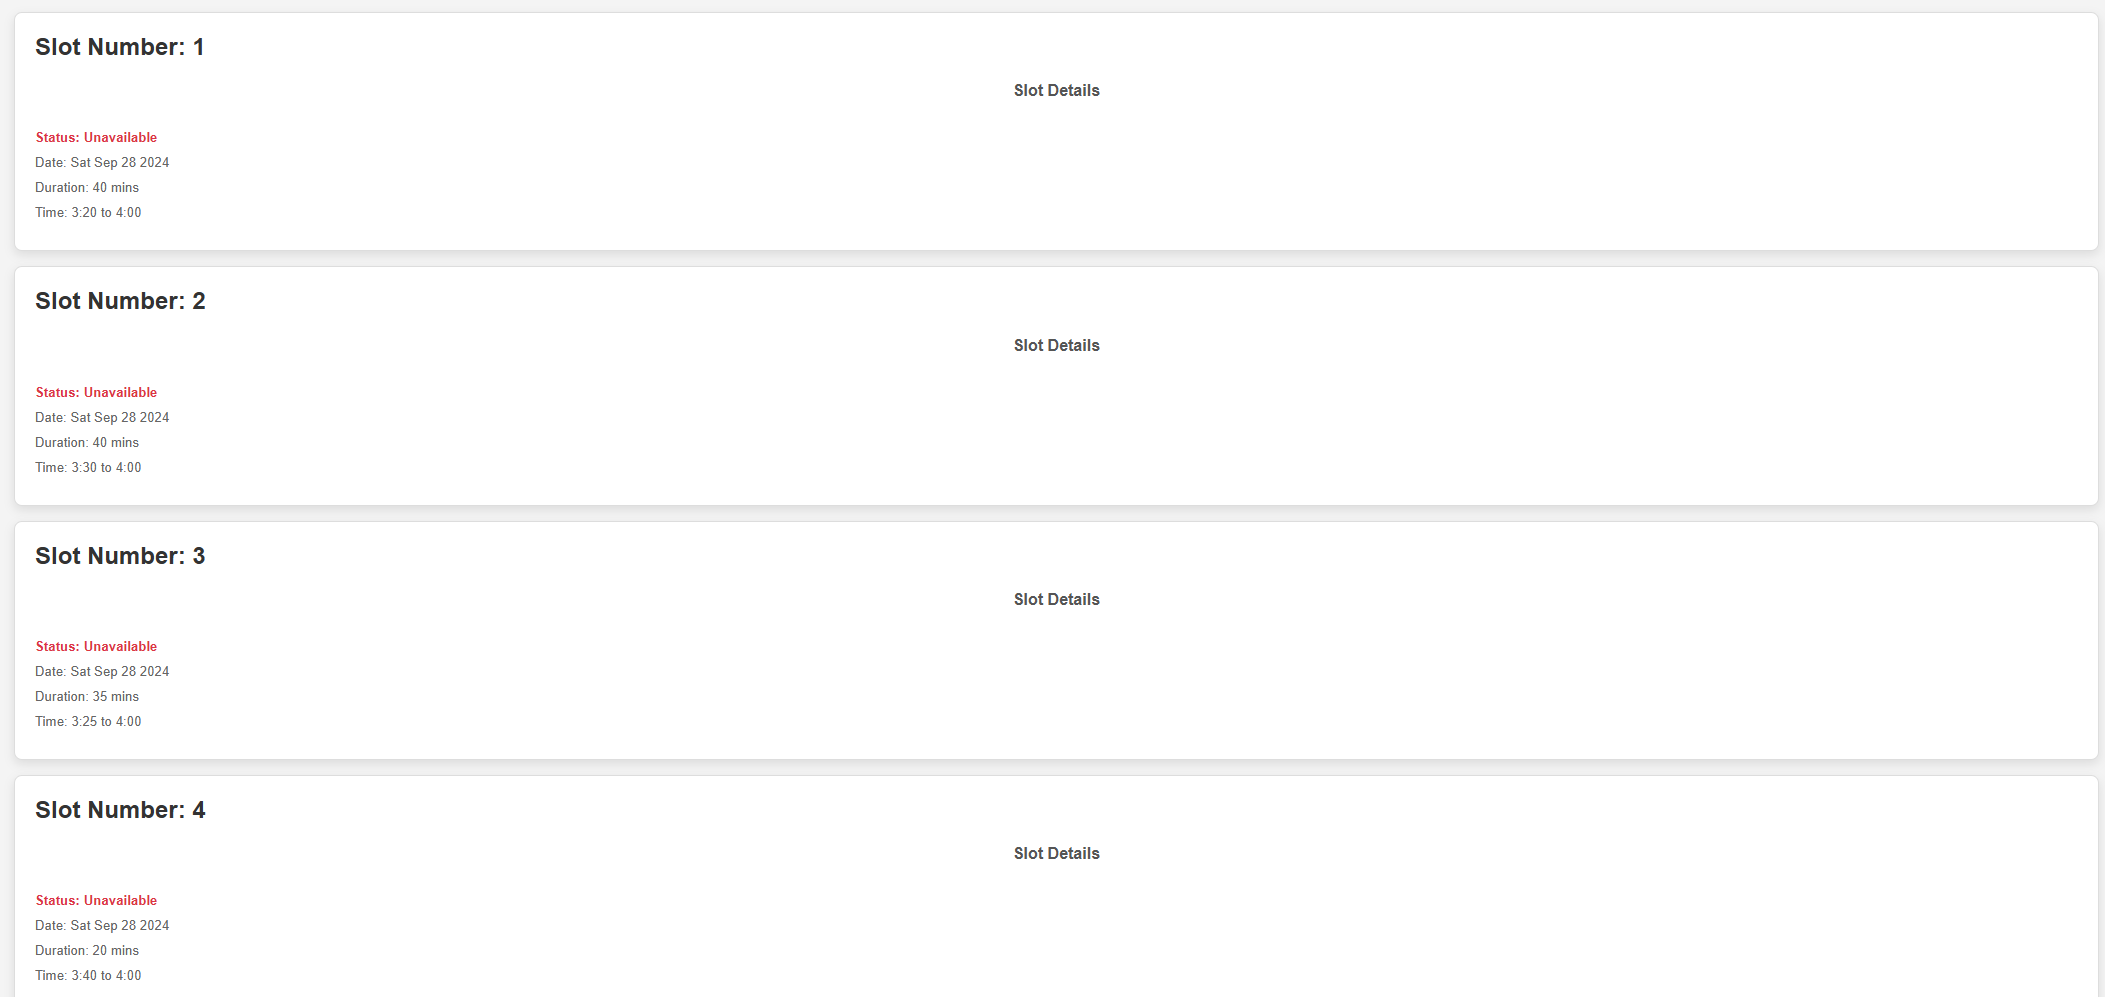 Slot Number: 1
Slot Details
Status: Unavailable
Date: Sat Sep 28 2024
Duration: 40 mins
Time: 3:20 to 4:00
Slot Number: 2
Slot Details
Status: Unavailable
Date: Sat Sep 28 2024
Duration: 40 mins
Time: 3:30 to 4:00
Slot Number: 3
Slot Details
Status: Unavailable
Date: Sat Sep 28 2024
Duration: 35 mins
Time: 3:25 to 4:00
Slot Number: 4
Slot Details
Status: Unavailable
Date: Sat Sep 28 2024
Duration: 20 mins
Time: 3:40 to 4:00